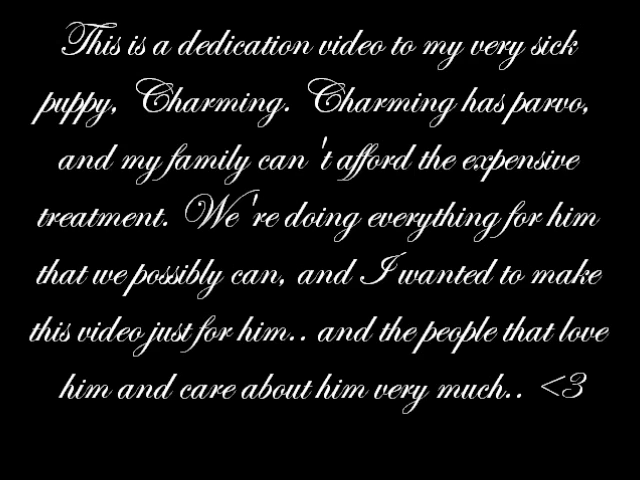 This is a dedication video to my very sick
puppy, Charming. Charming has parvo,
and my family can't afford the expensive
treatment. We're doing everything for him
that we possibly can, and I wanted to make
this video just for him.. and the people that love
him and care about him very much.. <3